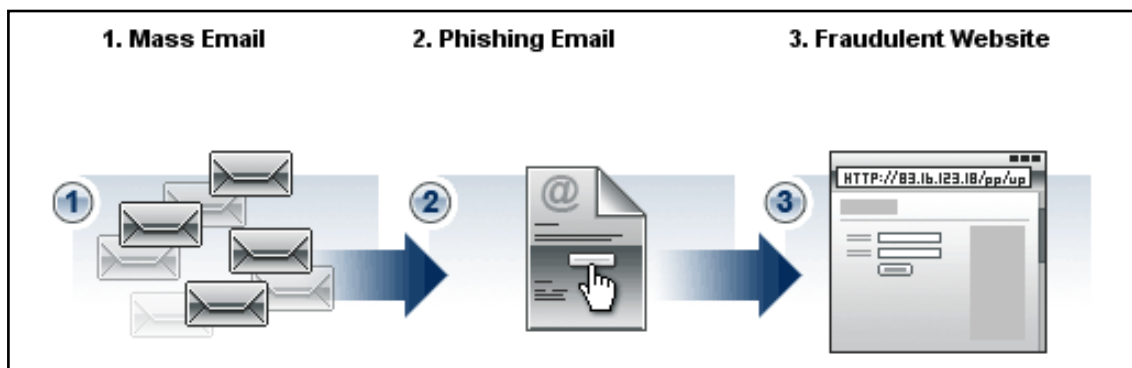 1. Mass Email
2. Phishing Email
3. Fraudulent Website
1
2
@
3
HTTP://83.16.123.18/pp/up